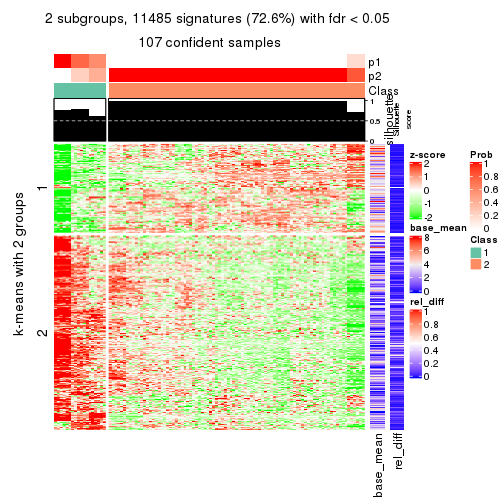 2 subgroups, 11485 signatures (72.6%) with fdr < 0.05
107 confident samples
p1
p2
Class
1
0.5
0
silhouette
Silhouette
score
k-means with 2 groups
1
2
base_mean
rel_diff
z-score
2
1
0
-1
-2
base_mean
8
6
4
2
0
rel_diff
1
0.8
0.6
0.4
0.2
0
Prob
1
0.8
0.6
0.4
0.2
0
Class
1
2